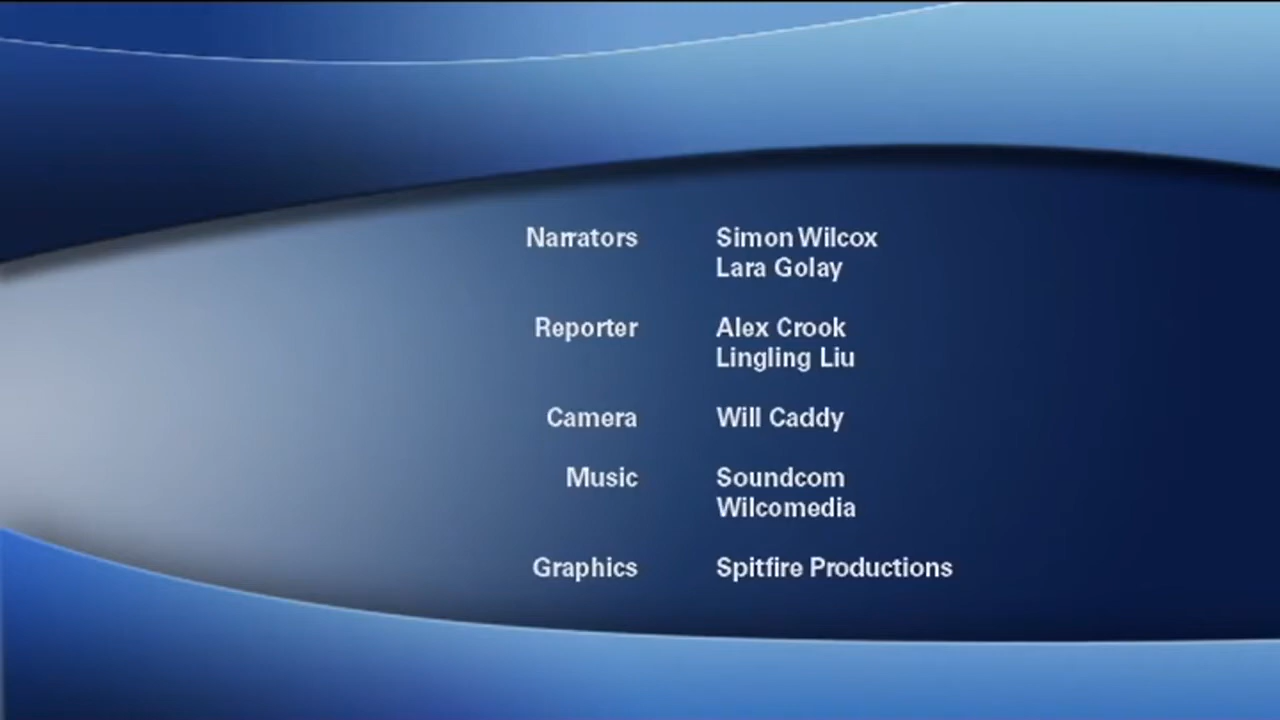 Narrators Simon Wilcox
Lara Golay
Reporter Alex Crook
Lingling Liu
Camera Will Caddy
Music Soundcom
Wilcomedia
Graphics Spitfire Productions